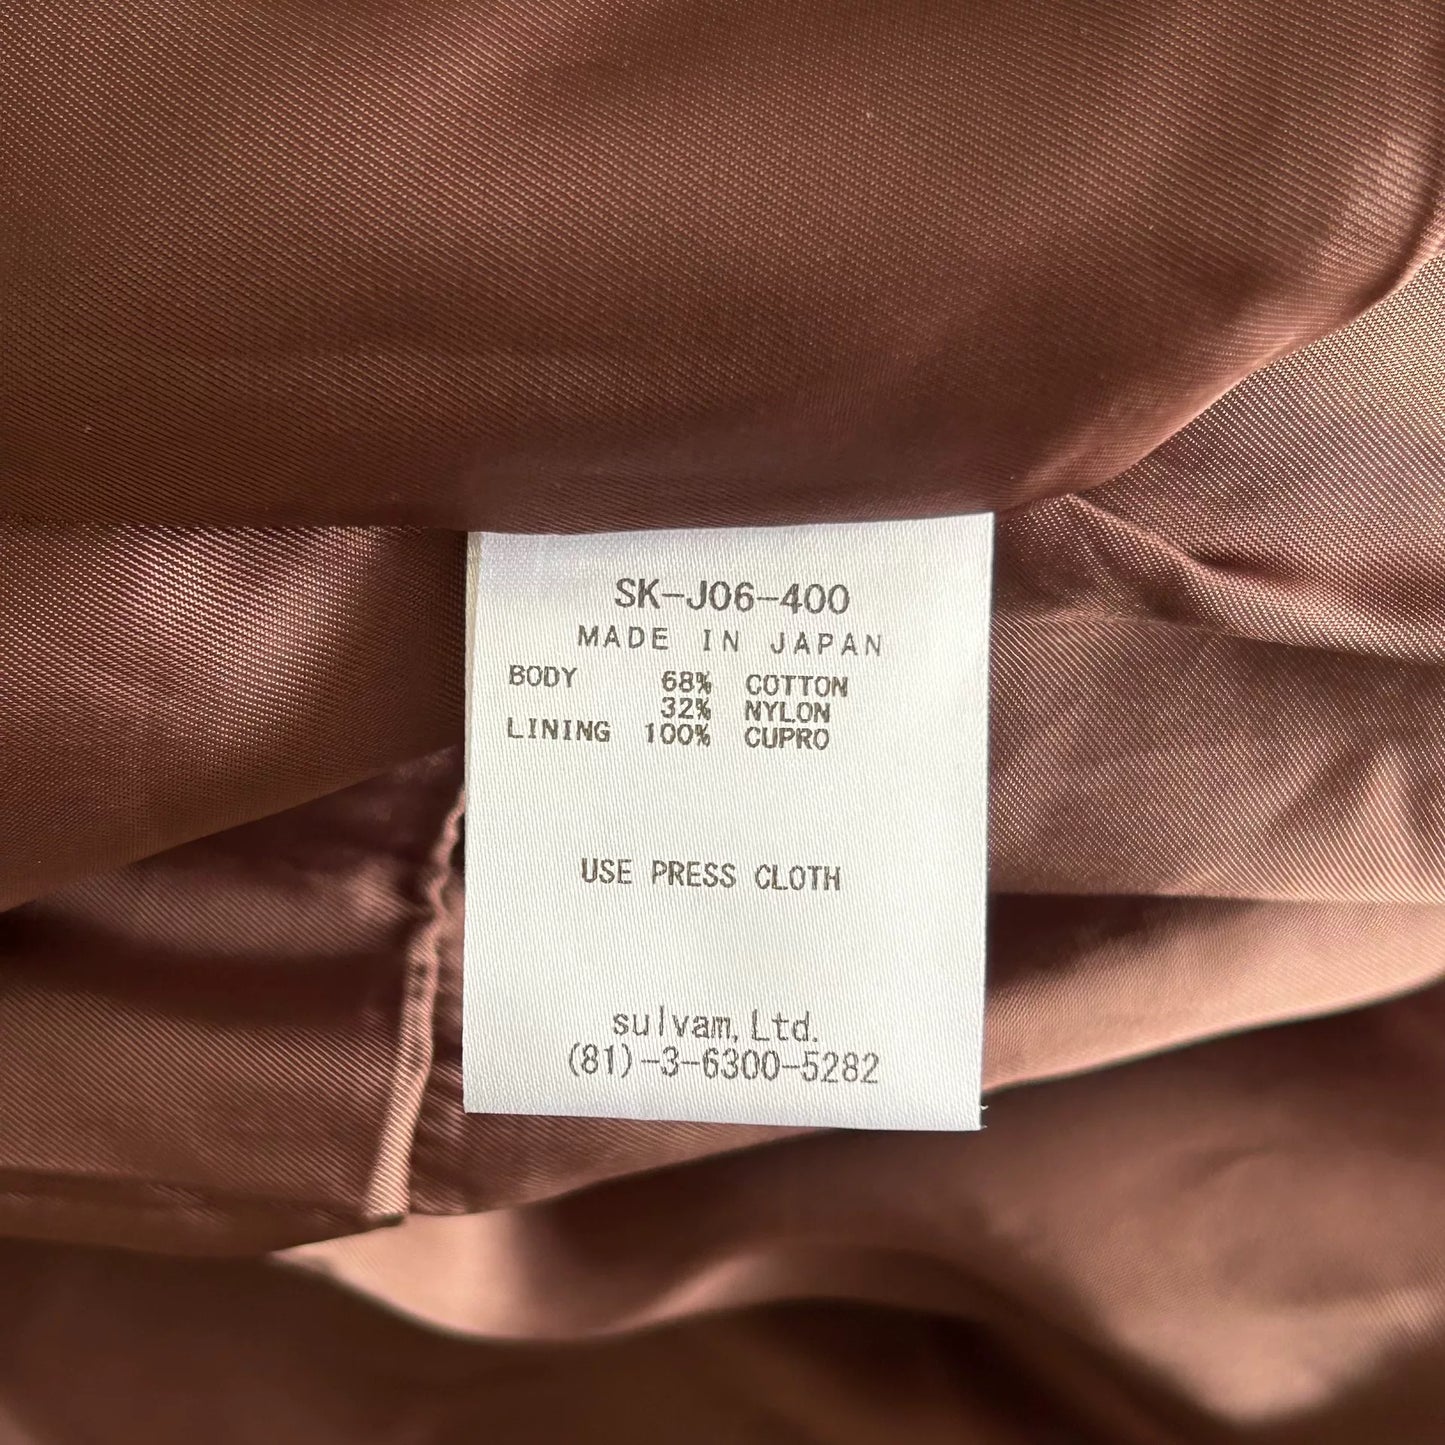 SK-J06-400
MADE IN JAPAN
BODY 68% COTTON
32% NYLON
LINING 100% CUPRO
USE PRESS CLOTH
sulvam, Ltd.
(81)-3-6300-5282